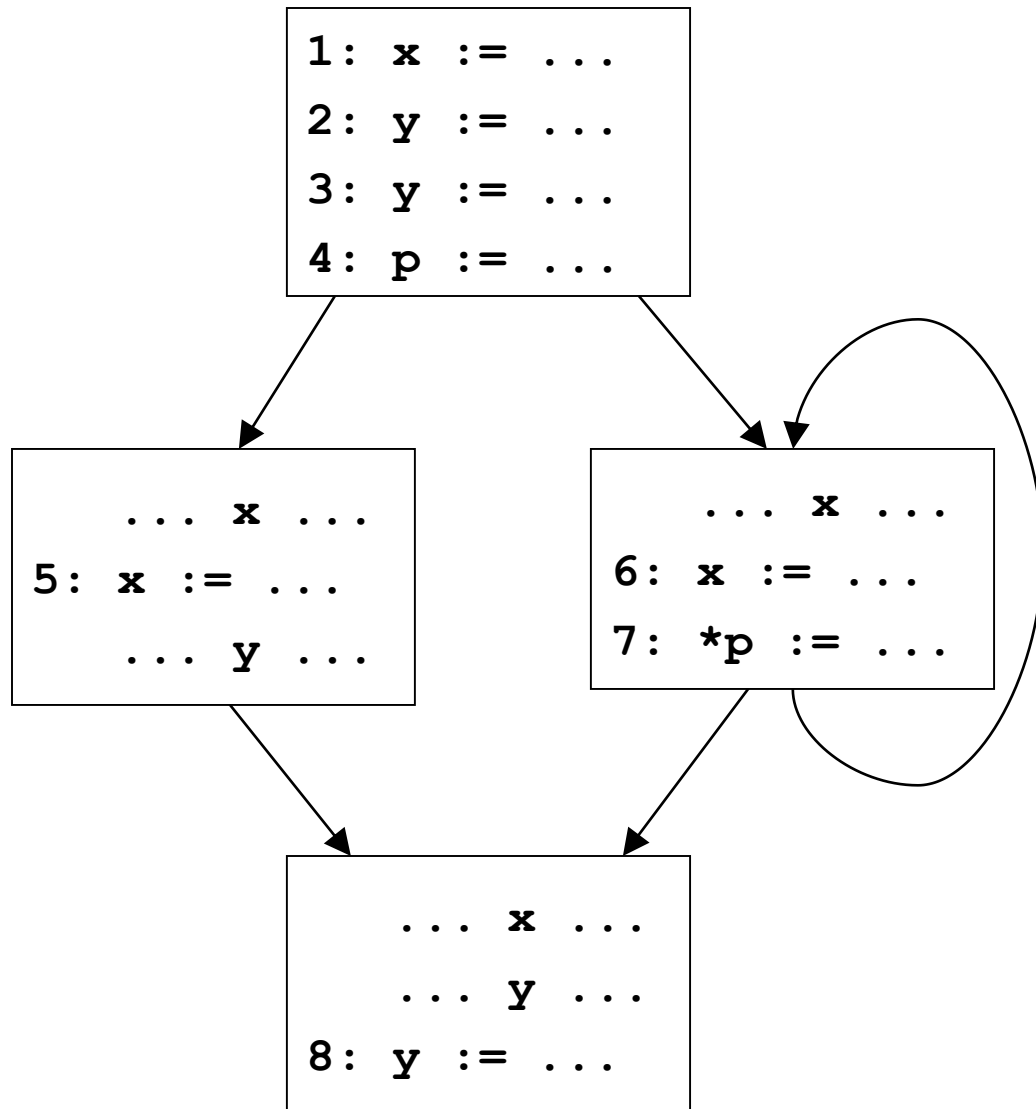 1: x := ...
2: y := ...
3: y := ...
4: p := ...
... x ...
5: x := ...
... y ...
... x ...
6: x := ...
7: *p := ...
... x ...
... y ...
8: y := ...